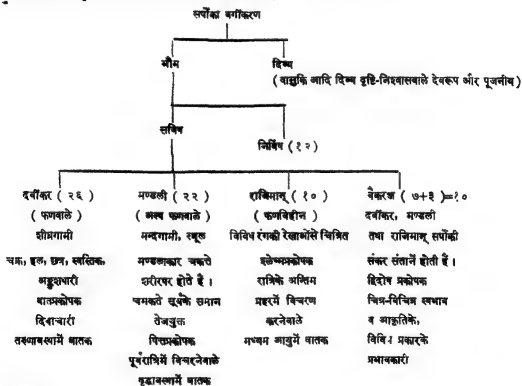 सर्पोंका वर्गीकरण
भौम
दिव्य
( वासुकि आदि दिव्य दृष्टि-निश्वासवाले देवरूप और पूजनीय )
सविष
निर्विष ( १२ )
दर्वीकर ( २६ )
( फणवाले )
शीघ्रगामी
चक्र, हल, छत्र, स्वस्तिक,
अङ्कुशधारी
वातप्रकोपक
दिवाचारी
तरुणावस्थामें घातक
मण्डली ( २२ )
( अल्प फणवाले )
मन्दगामी, स्थूल
मण्डलाकार चकत्ते
शरीरपर होते हैं ।
चमकते सूर्यके समान
तेजयुक्त
पित्तप्रकोपक
पूर्वरात्रिमें विचरनेवाले
वृद्धावस्थामें घातक
राजिमान् ( १० )
( फणविहीन )
विविध रंगकी रेखाओंसे चित्रित
श्लेष्मप्रकोपक
रात्रिके अन्तिम
प्रहरमें विचरण
करनेवाले
मध्यम आयुमें घातक
वैकरञ्ज ( ७+३ )=१०
दर्वीकर, मण्डली
तथा राजिमान् सर्पोंकी
संकर संतानें होती हैं ।
द्विदोष प्रकोपक
चित्र-विचित्र स्वभाव
व आकृतिके,
विविध प्रकारके
प्रभावकारी